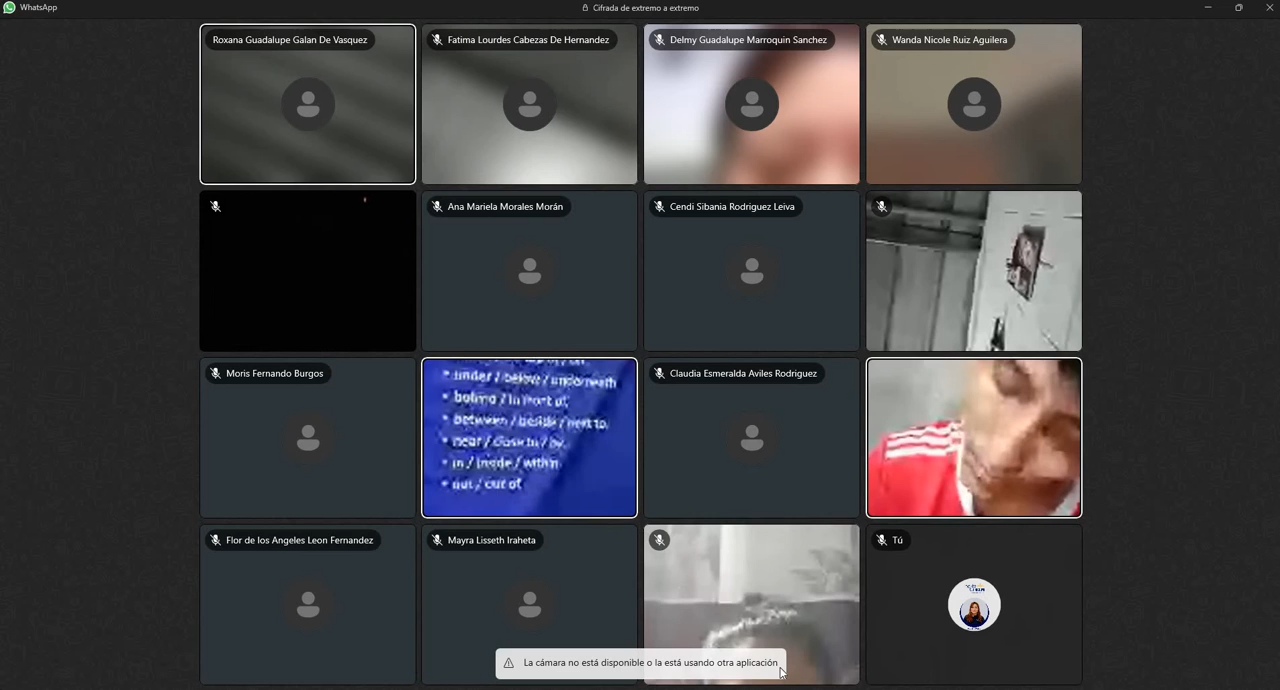 WhatsApp
Cifrada de extremo a extremo
Roxana Guadalupe Galan De Vasquez
Fatima Lourdes Cabezas De Hernandez
Delmy Guadalupe Marroquin Sanchez
Wanda Nicole Ruiz Aguilera
Ana Mariela Morales Morán
Cendi Sibania Rodriguez Leiva
Moris Fernando Burgos
under / below / underneath
/ in front of
between / beside / next to
near / close to / by
in / inside / within
out / out of
Claudia Esmeralda Aviles Rodriguez
Flor de los Angeles Leon Fernandez
Mayra Lisseth Iraheta
Tú
La cámara no está disponible o la está usando otra aplicación